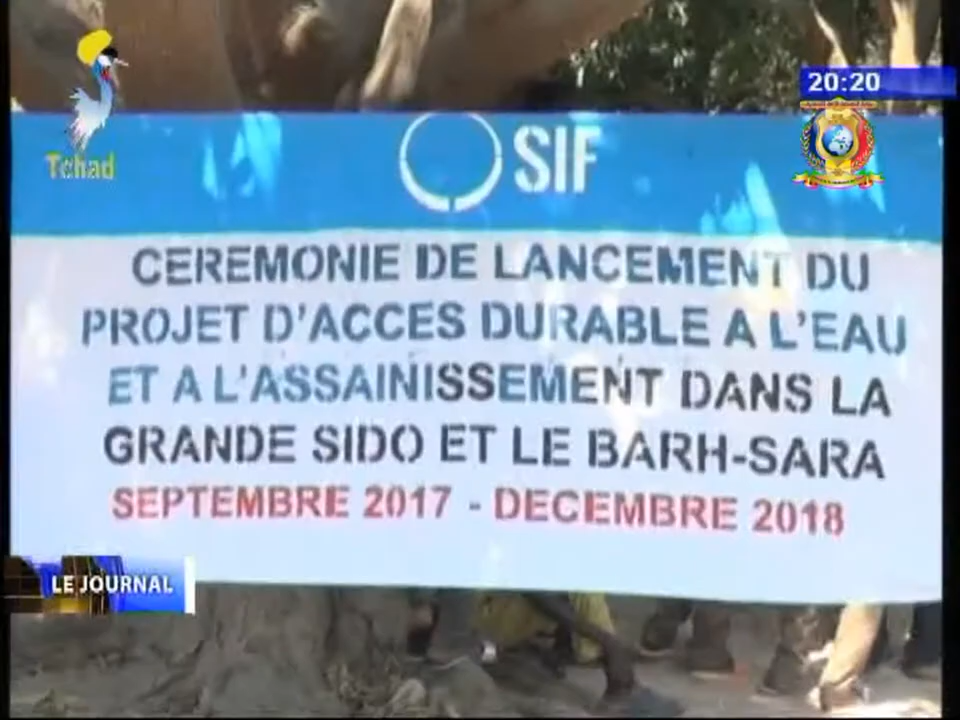 20:20
Tchad
SIF
CEREMONIE DE LANCEMENT DU
PROJET D'ACCES DURABLE A L'EAU
ET A L'ASSAINISSEMENT DANS LA
GRANDE SIDO ET LE BARH-SARA
SEPTEMBRE 2017 - DECEMBRE 2018
LE JOURNAL